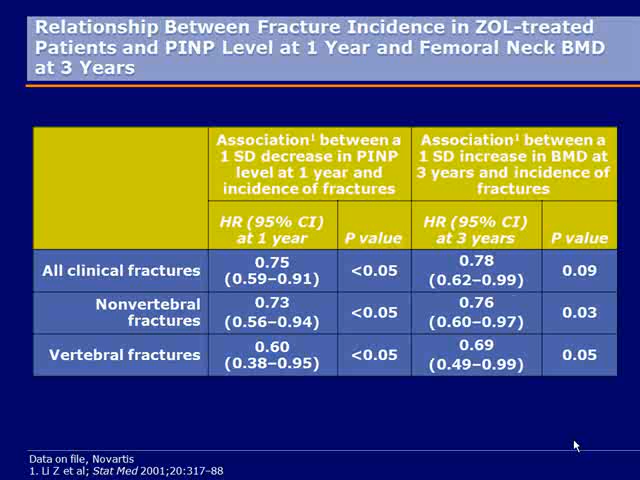 Relationship Between Fracture Incidence in ZOL-treated
Patients and PINP Level at 1 Year and Femoral Neck BMD
at 3 Years
Association¹ between a
1 SD decrease in PINP
level at 1 year and
incidence of fractures
Association¹ between a
1 SD increase in BMD at
3 years and incidence of
fractures
HR (95% CI)
at 1 year
P value
HR (95% CI)
at 3 years
P value
All clinical fractures
0.75
(0.59–0.91)
<0.05
0.78
(0.62–0.99)
0.09
Nonvertebral
fractures
0.73
(0.56–0.94)
<0.05
0.76
(0.60–0.97)
0.03
Vertebral fractures
0.60
(0.38–0.95)
<0.05
0.69
(0.49–0.99)
0.05
Data on file, Novartis
1. Li Z et al; Stat Med 2001;20:317–88